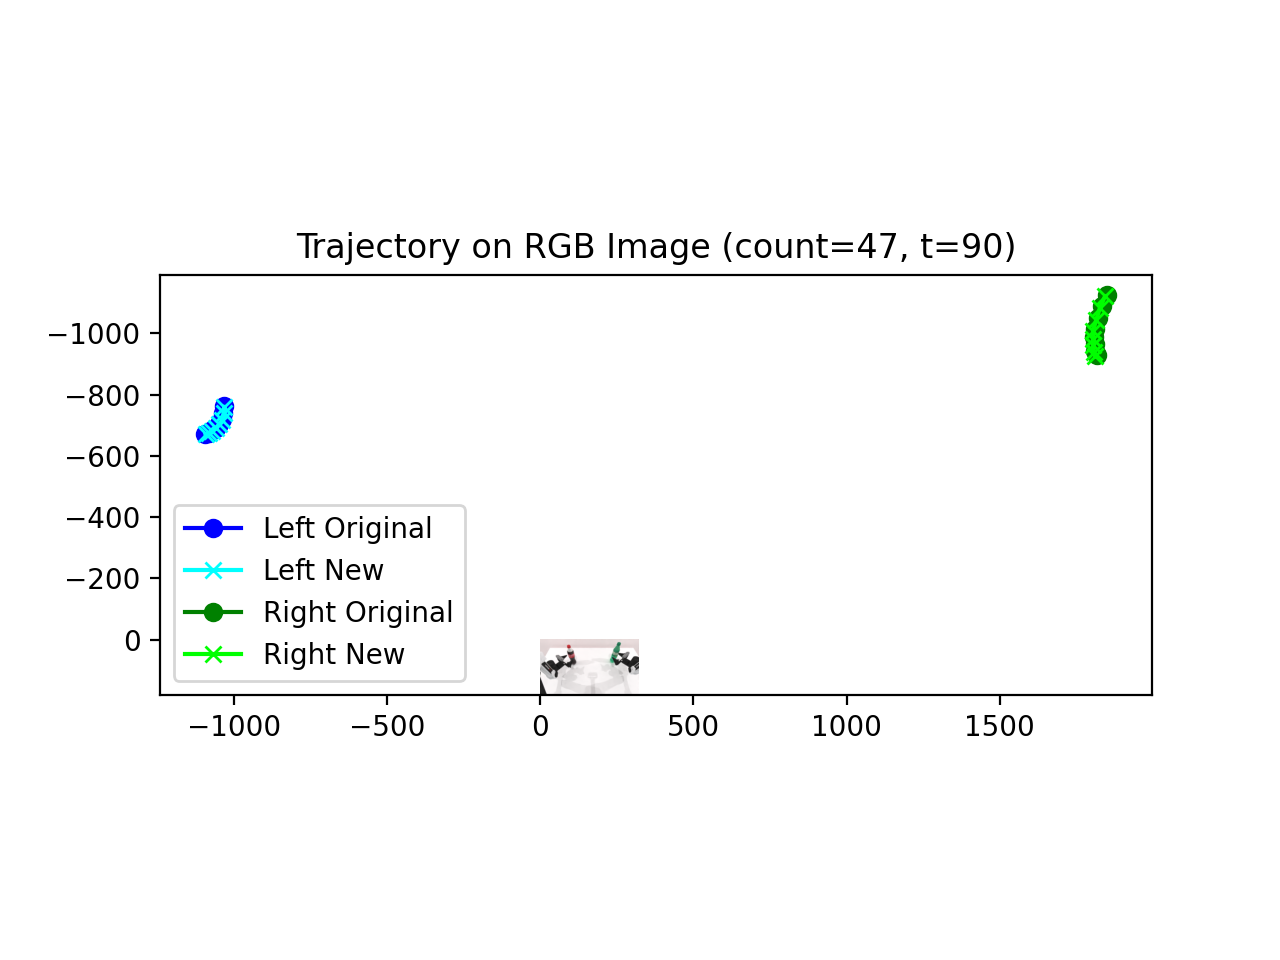 Trajectory on RGB Image (count=47, t=90)
−1000
−800
−600
−400
−200
0
Left Original
Left New
Right Original
Right New
−1000
−500
0
500
1000
1500